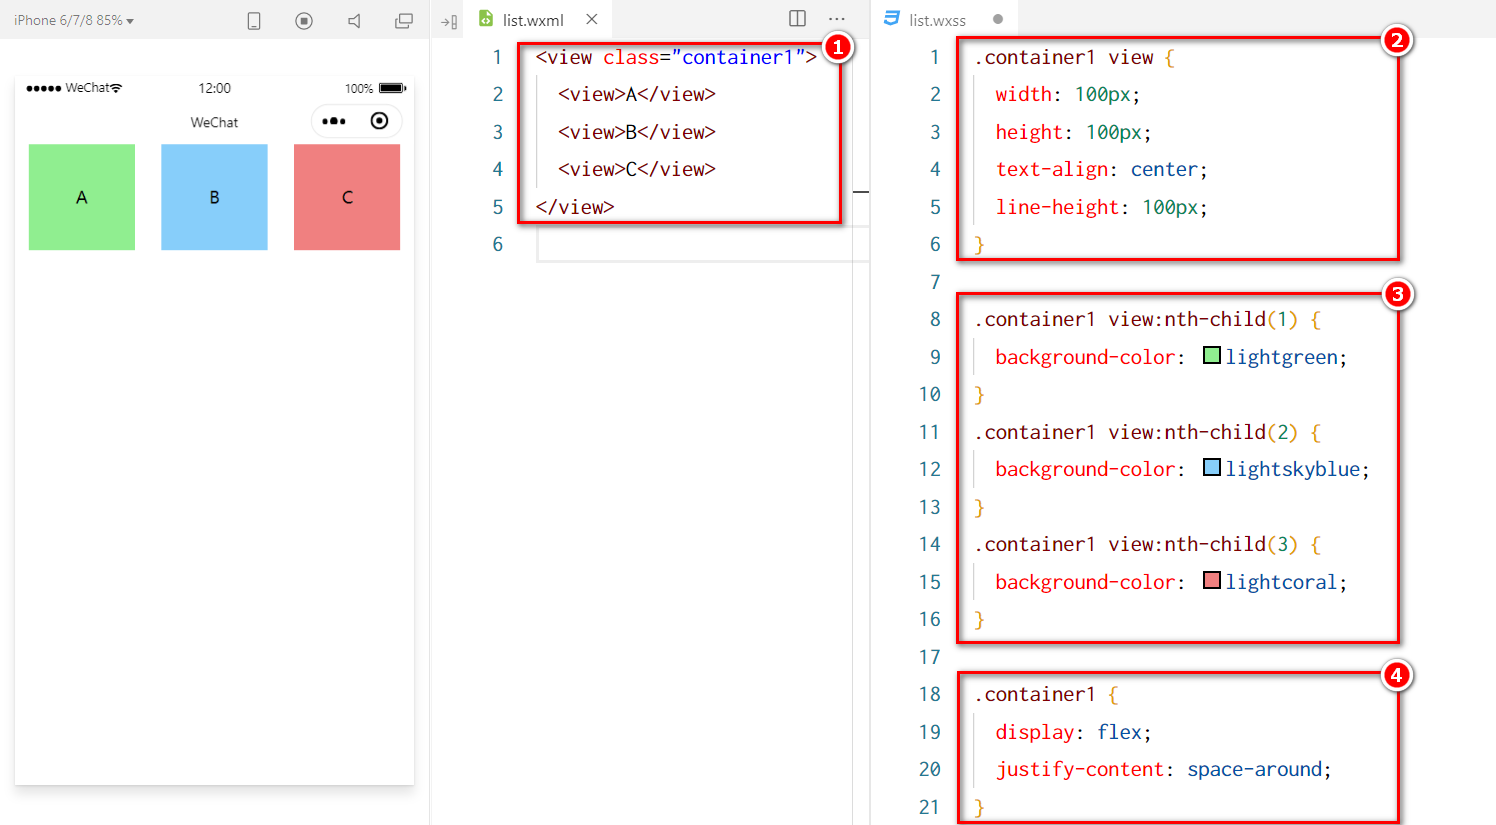 iPhone 6/7/8 85%
WeChat
12:00
100%
WeChat
A
B
C
list.wxml
1
1 <view class="container1">
2 <view>A</view>
3 <view>B</view>
4 <view>C</view>
5 </view>
6
list.wxss
2
1 .container1 view {
2 width: 100px;
3 height: 100px;
4 text-align: center;
5 line-height: 100px;
6 }
7
3
8 .container1 view:nth-child(1) {
9 background-color: lightgreen;
10 }
11 .container1 view:nth-child(2) {
12 background-color: lightskyblue;
13 }
14 .container1 view:nth-child(3) {
15 background-color: lightcoral;
16 }
17
4
18 .container1 {
19 display: flex;
20 justify-content: space-around;
21 }